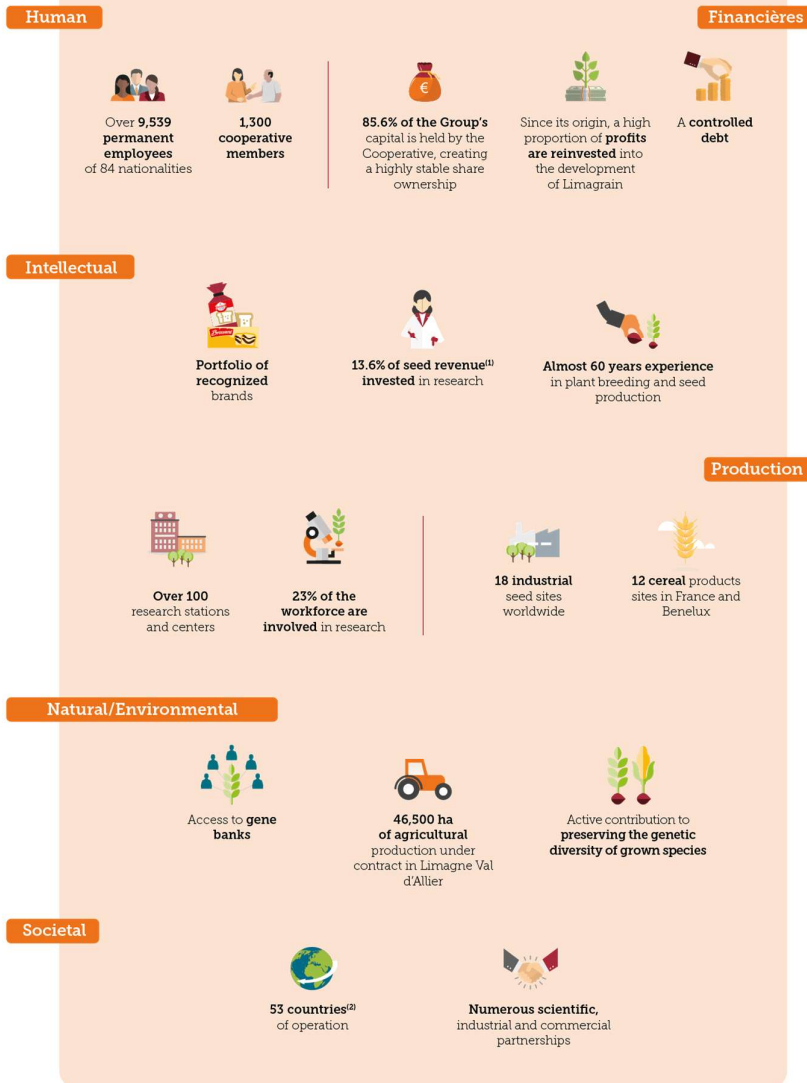 Human
Financières
Over 9,539
permanent
employees
of 84 nationalities
1,300
cooperative
members
85.6% of the Group's
capital is held by the
Cooperative, creating
a highly stable share
ownership
Since its origin, a high
proportion of profits
are reinvested into
the development
of Limagrain
A controlled
debt
Intellectual
Portfolio of
recognized
brands
13.6% of seed revenue(1)
invested in research
Almost 60 years experience
in plant breeding and seed
production
Production
Over 100
research stations
and centers
23% of the
workforce are
involved in research
18 industrial
seed sites
worldwide
12 cereal products
sites in France and
Benelux
Natural/Environmental
Access to gene
banks
46,500 ha
of agricultural
production under
contract in Limagne Val
d'Allier
Active contribution to
preserving the genetic
diversity of grown species
Societal
53 countries(2)
of operation
Numerous scientific,
industrial and commercial
partnerships